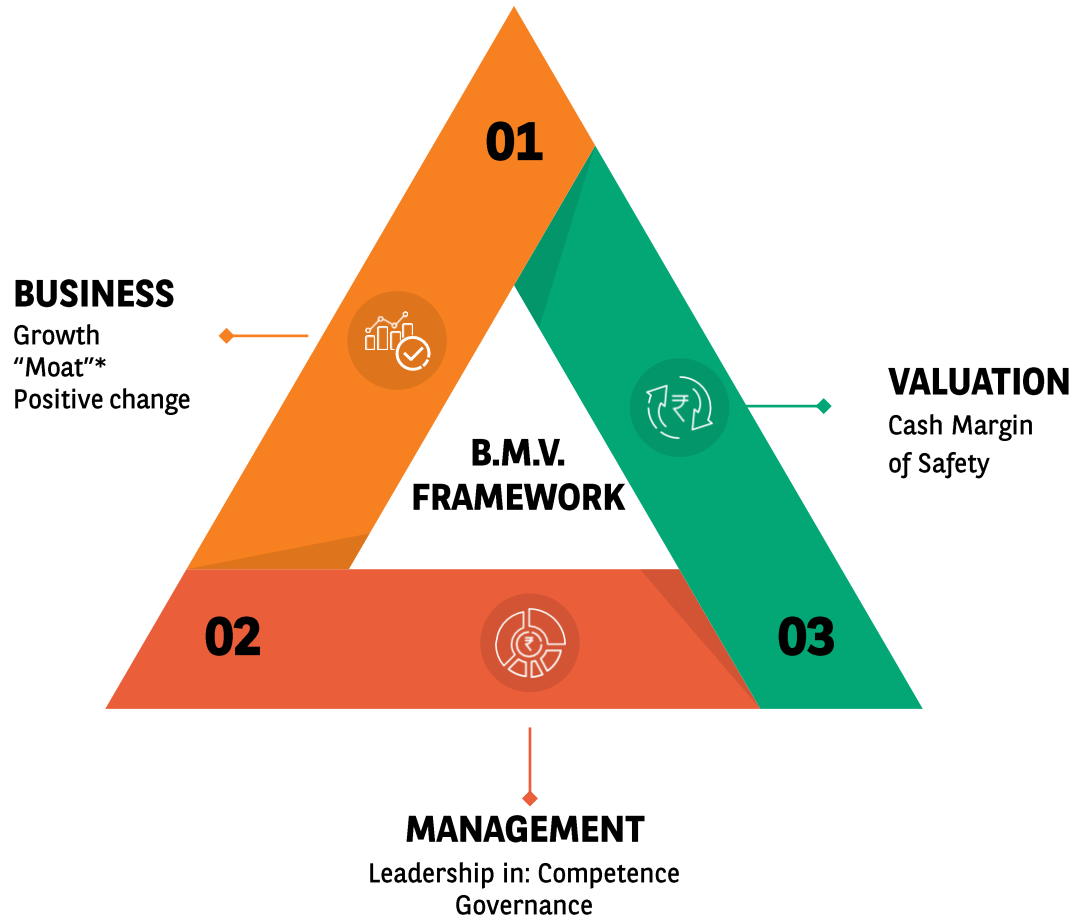 01
BUSINESS
Growth
“Moat”*
Positive change
₹
VALUATION
Cash Margin
of Safety
B.M.V.
FRAMEWORK
02
₹
03
MANAGEMENT
Leadership in: Competence
Governance